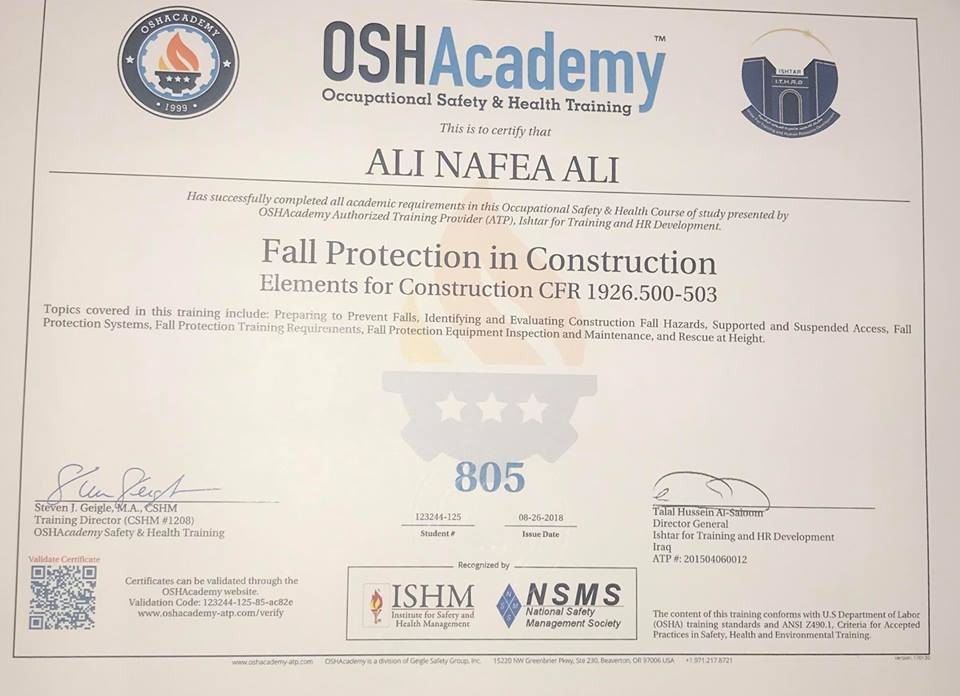 OSHACADEMY
• 1999 •
OSHAcademy™
Occupational Safety & Health Training
ISHTAR
I.T.H.R.D
This is to certify that
ALI NAFEA ALI
Has successfully completed all academic requirements in this Occupational Safety & Health Course of study presented by
OSHAcademy Authorized Training Provider (ATP), Ishtar for Training and HR Development.
Fall Protection in Construction
Elements for Construction CFR 1926.500-503
Topics covered in this training include: Preparing to Prevent Falls, Identifying and Evaluating Construction Fall Hazards, Supported and Suspended Access, Fall
Protection Systems, Fall Protection Training Requirements, Fall Protection Equipment Inspection and Maintenance, and Rescue at Height.
805
Steven J. Geigle, M.A., CSHM
Training Director (CSHM #1208)
OSHAcademy Safety & Health Training
123244-125
Student #
08-26-2018
Issue Date
Talal Hussein Al-Saloum
Director General
Ishtar for Training and HR Development
Iraq
ATP #: 201504060012
Validate Certificate
Certificates can be validated through the
OSHAcademy website.
Validation Code: 123244-125-85-ac82e
www.oshacademy-atp.com/verify
Recognized by
ISHM
Institute for Safety and
Health Management
NSMS
National Safety
Management Society
The content of this training conforms with U.S Department of Labor
(OSHA) training standards and ANSI Z490.1, Criteria for Accepted
Practices in Safety, Health and Environmental Training.
www.oshacademy-atp.com OSHAcademy is a division of Geigle Safety Group, Inc. 15220 NW Greenbrier Pkwy, Ste 230, Beaverton, OR 97006 USA +1.971.217.8721